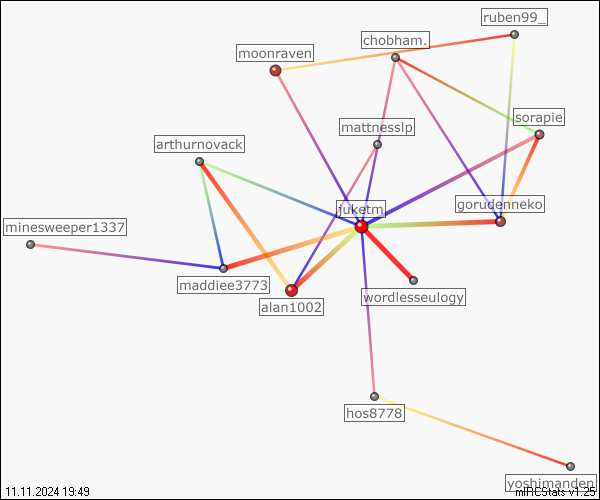 ruben99_
chobham.
moonraven
sorapie
mattnesslp
arthurnovack
gorudenneko
juketm
minesweeper1337
maddiee3773
wordlesseulogy
alan1002
hos8778
yoshimanden
11.11.2024 19:49
mIRCStats v1.25